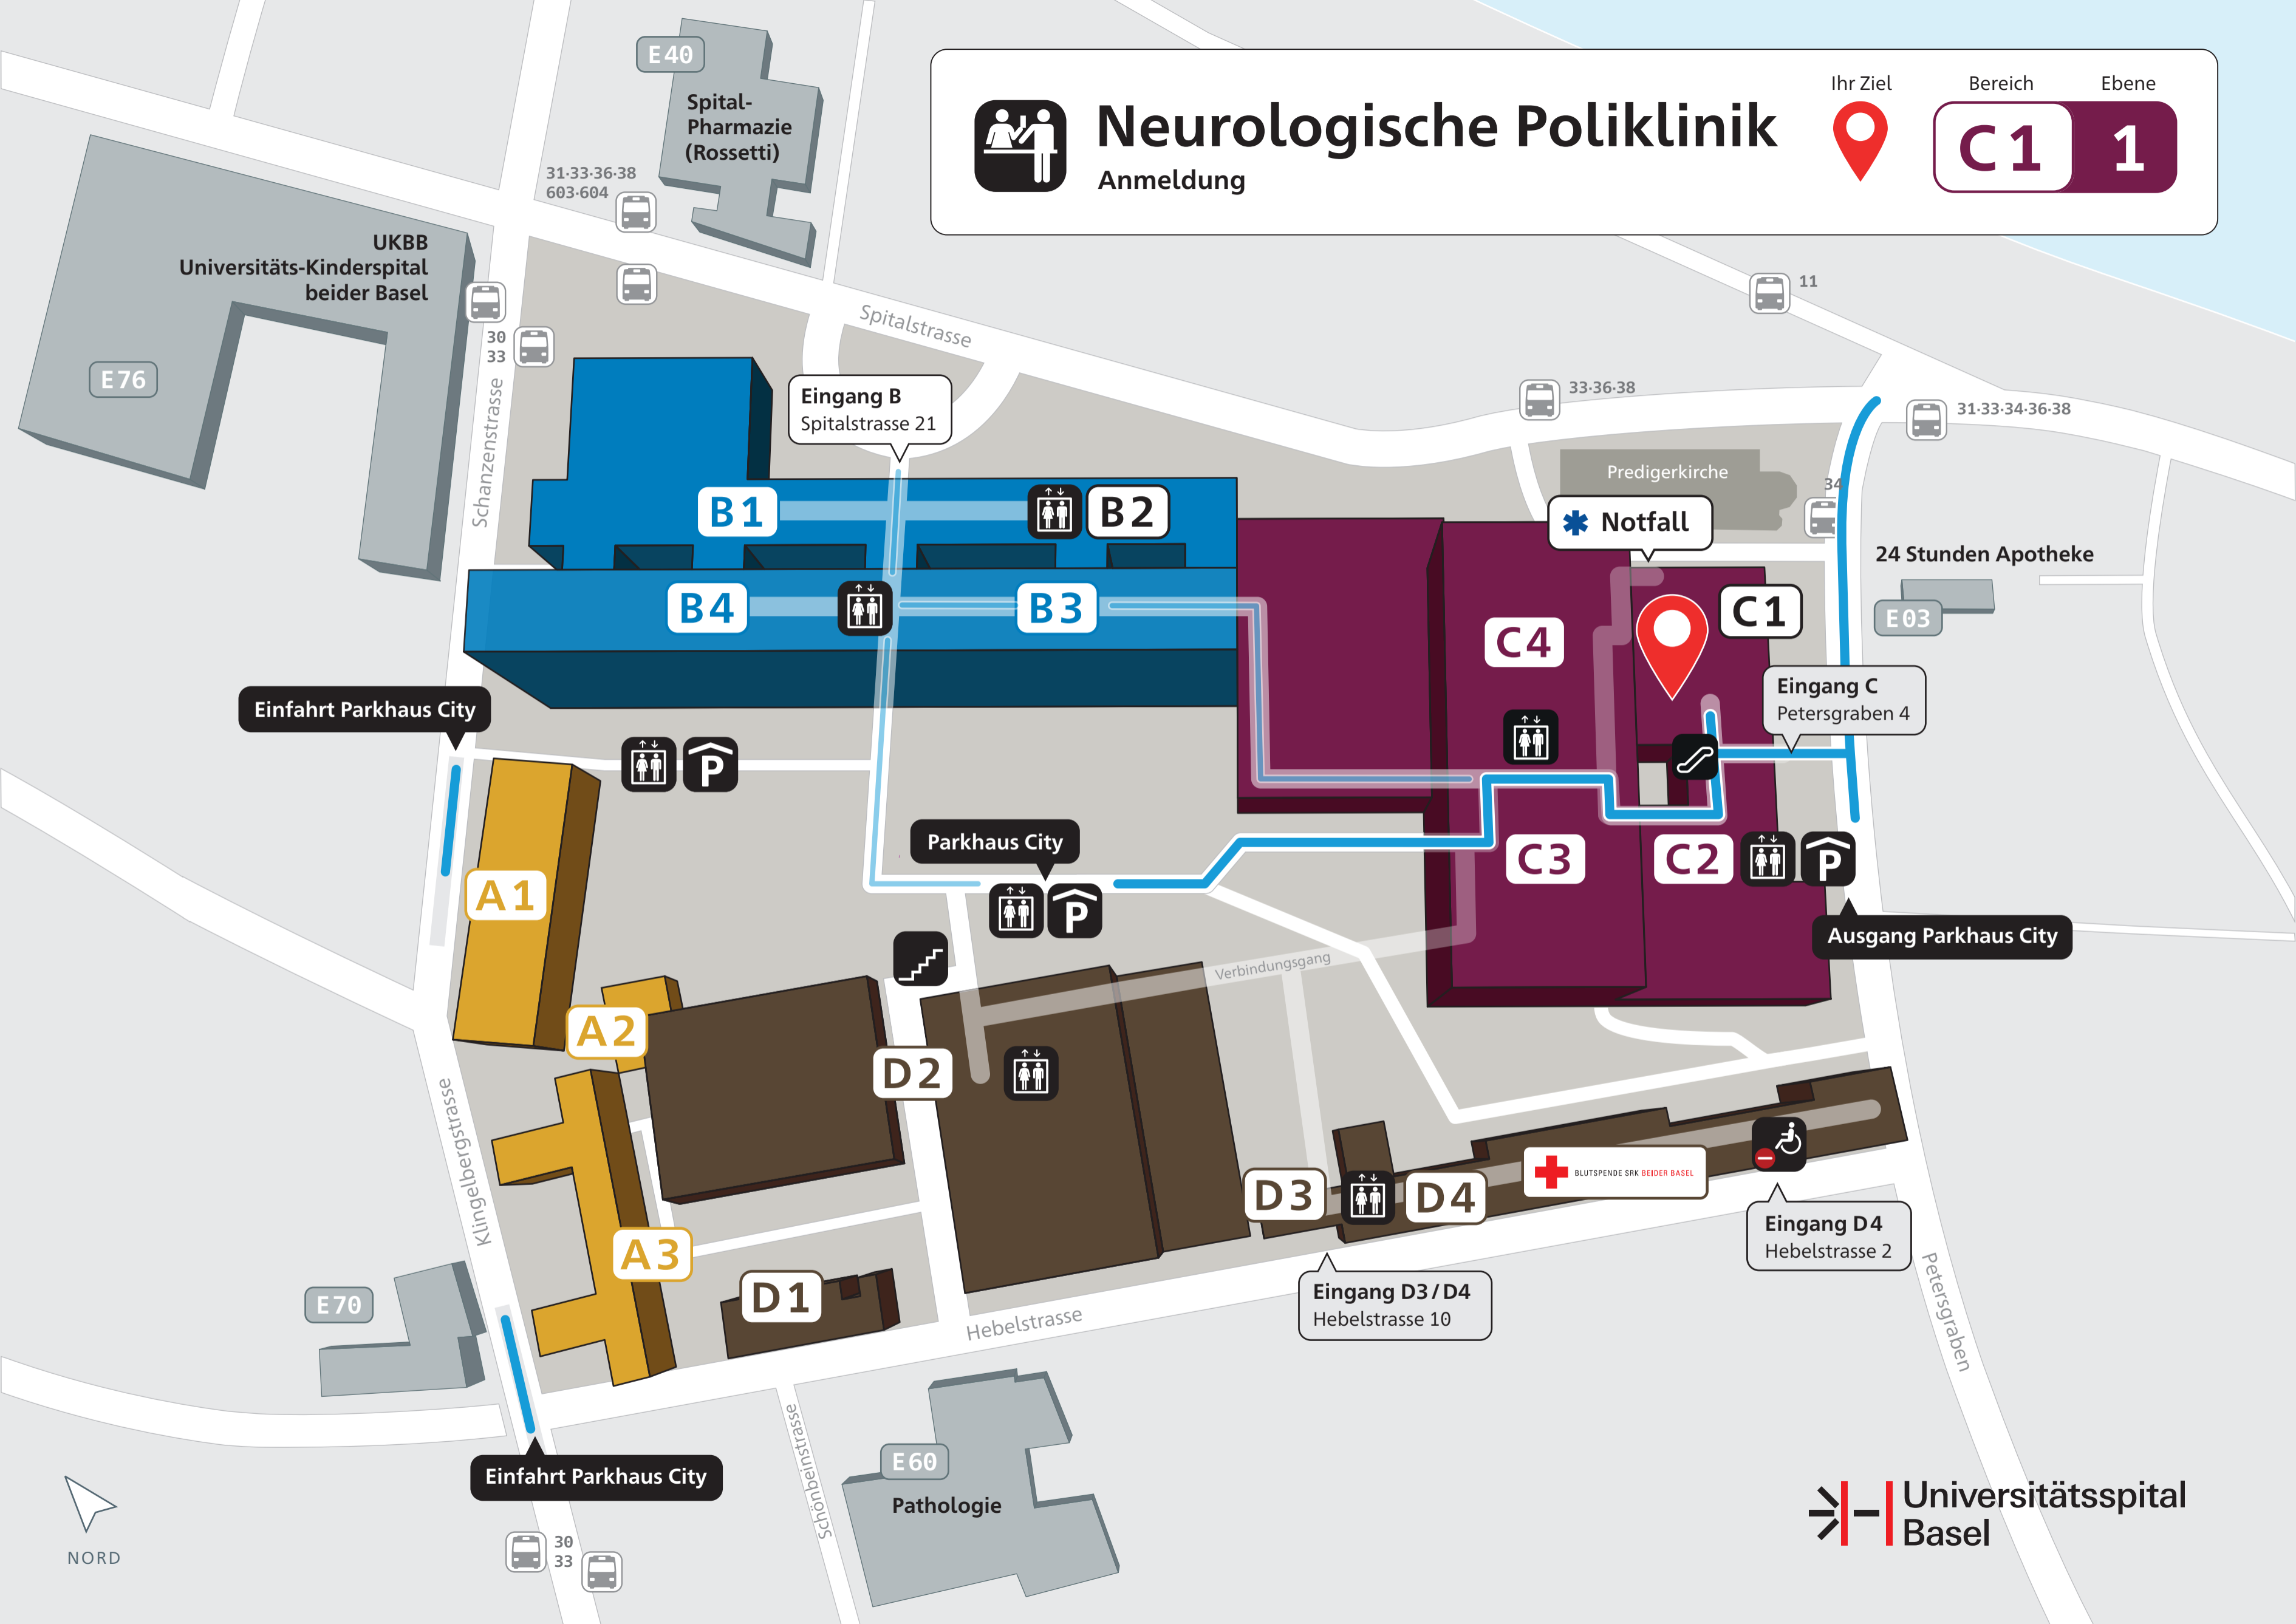 Neurologische Poliklinik
Anmeldung
Ihr Ziel
Bereich
Ebene
C1
1
E40
Spital-
Pharmazie
(Rossetti)
31·33·36·38
603·604
UKBB
Universitäts-Kinderspital
beider Basel
E76
30
33
Schanzenstrasse
Spitalstrasse
11
33·36·38
31·33·34·36·38
Eingang B
Spitalstrasse 21
Predigerkirche
34
Notfall
24 Stunden Apotheke
E03
B1
B2
B4
B3
C4
C1
Eingang C
Petersgraben 4
Einfahrt Parkhaus City
P
Parkhaus City
P
C3
C2
P
Ausgang Parkhaus City
A1
A2
A3
Verbindungsgang
D2
D1
D3
D4
BLUTSPENDE SRK BEIDER BASEL
Eingang D4
Hebelstrasse 2
Eingang D3/D4
Hebelstrasse 10
Klingelbergstrasse
Hebelstrasse
Petersgraben
E70
Einfahrt Parkhaus City
Schönbeinstrasse
E60
Pathologie
30
33
NORD
Universitätsspital
Basel